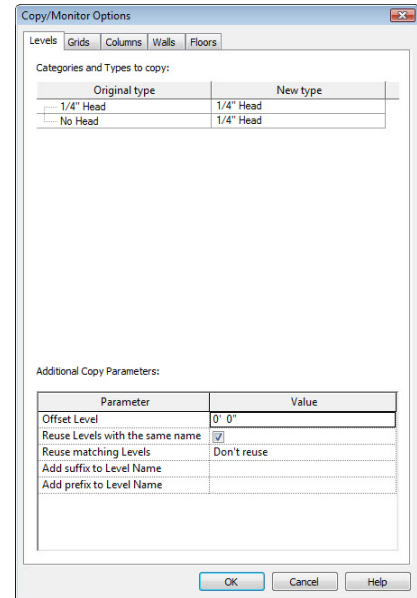 Copy/Monitor Options
Levels Grids Columns Walls Floors
Categories and Types to copy:
Original type New type
1/4" Head 1/4" Head
No Head 1/4" Head
Additional Copy Parameters:
Parameter Value
Offset Level 0' 0"
Reuse Levels with the same name
Reuse matching Levels Don't reuse
Add suffix to Level Name
Add prefix to Level Name
OK Cancel Help